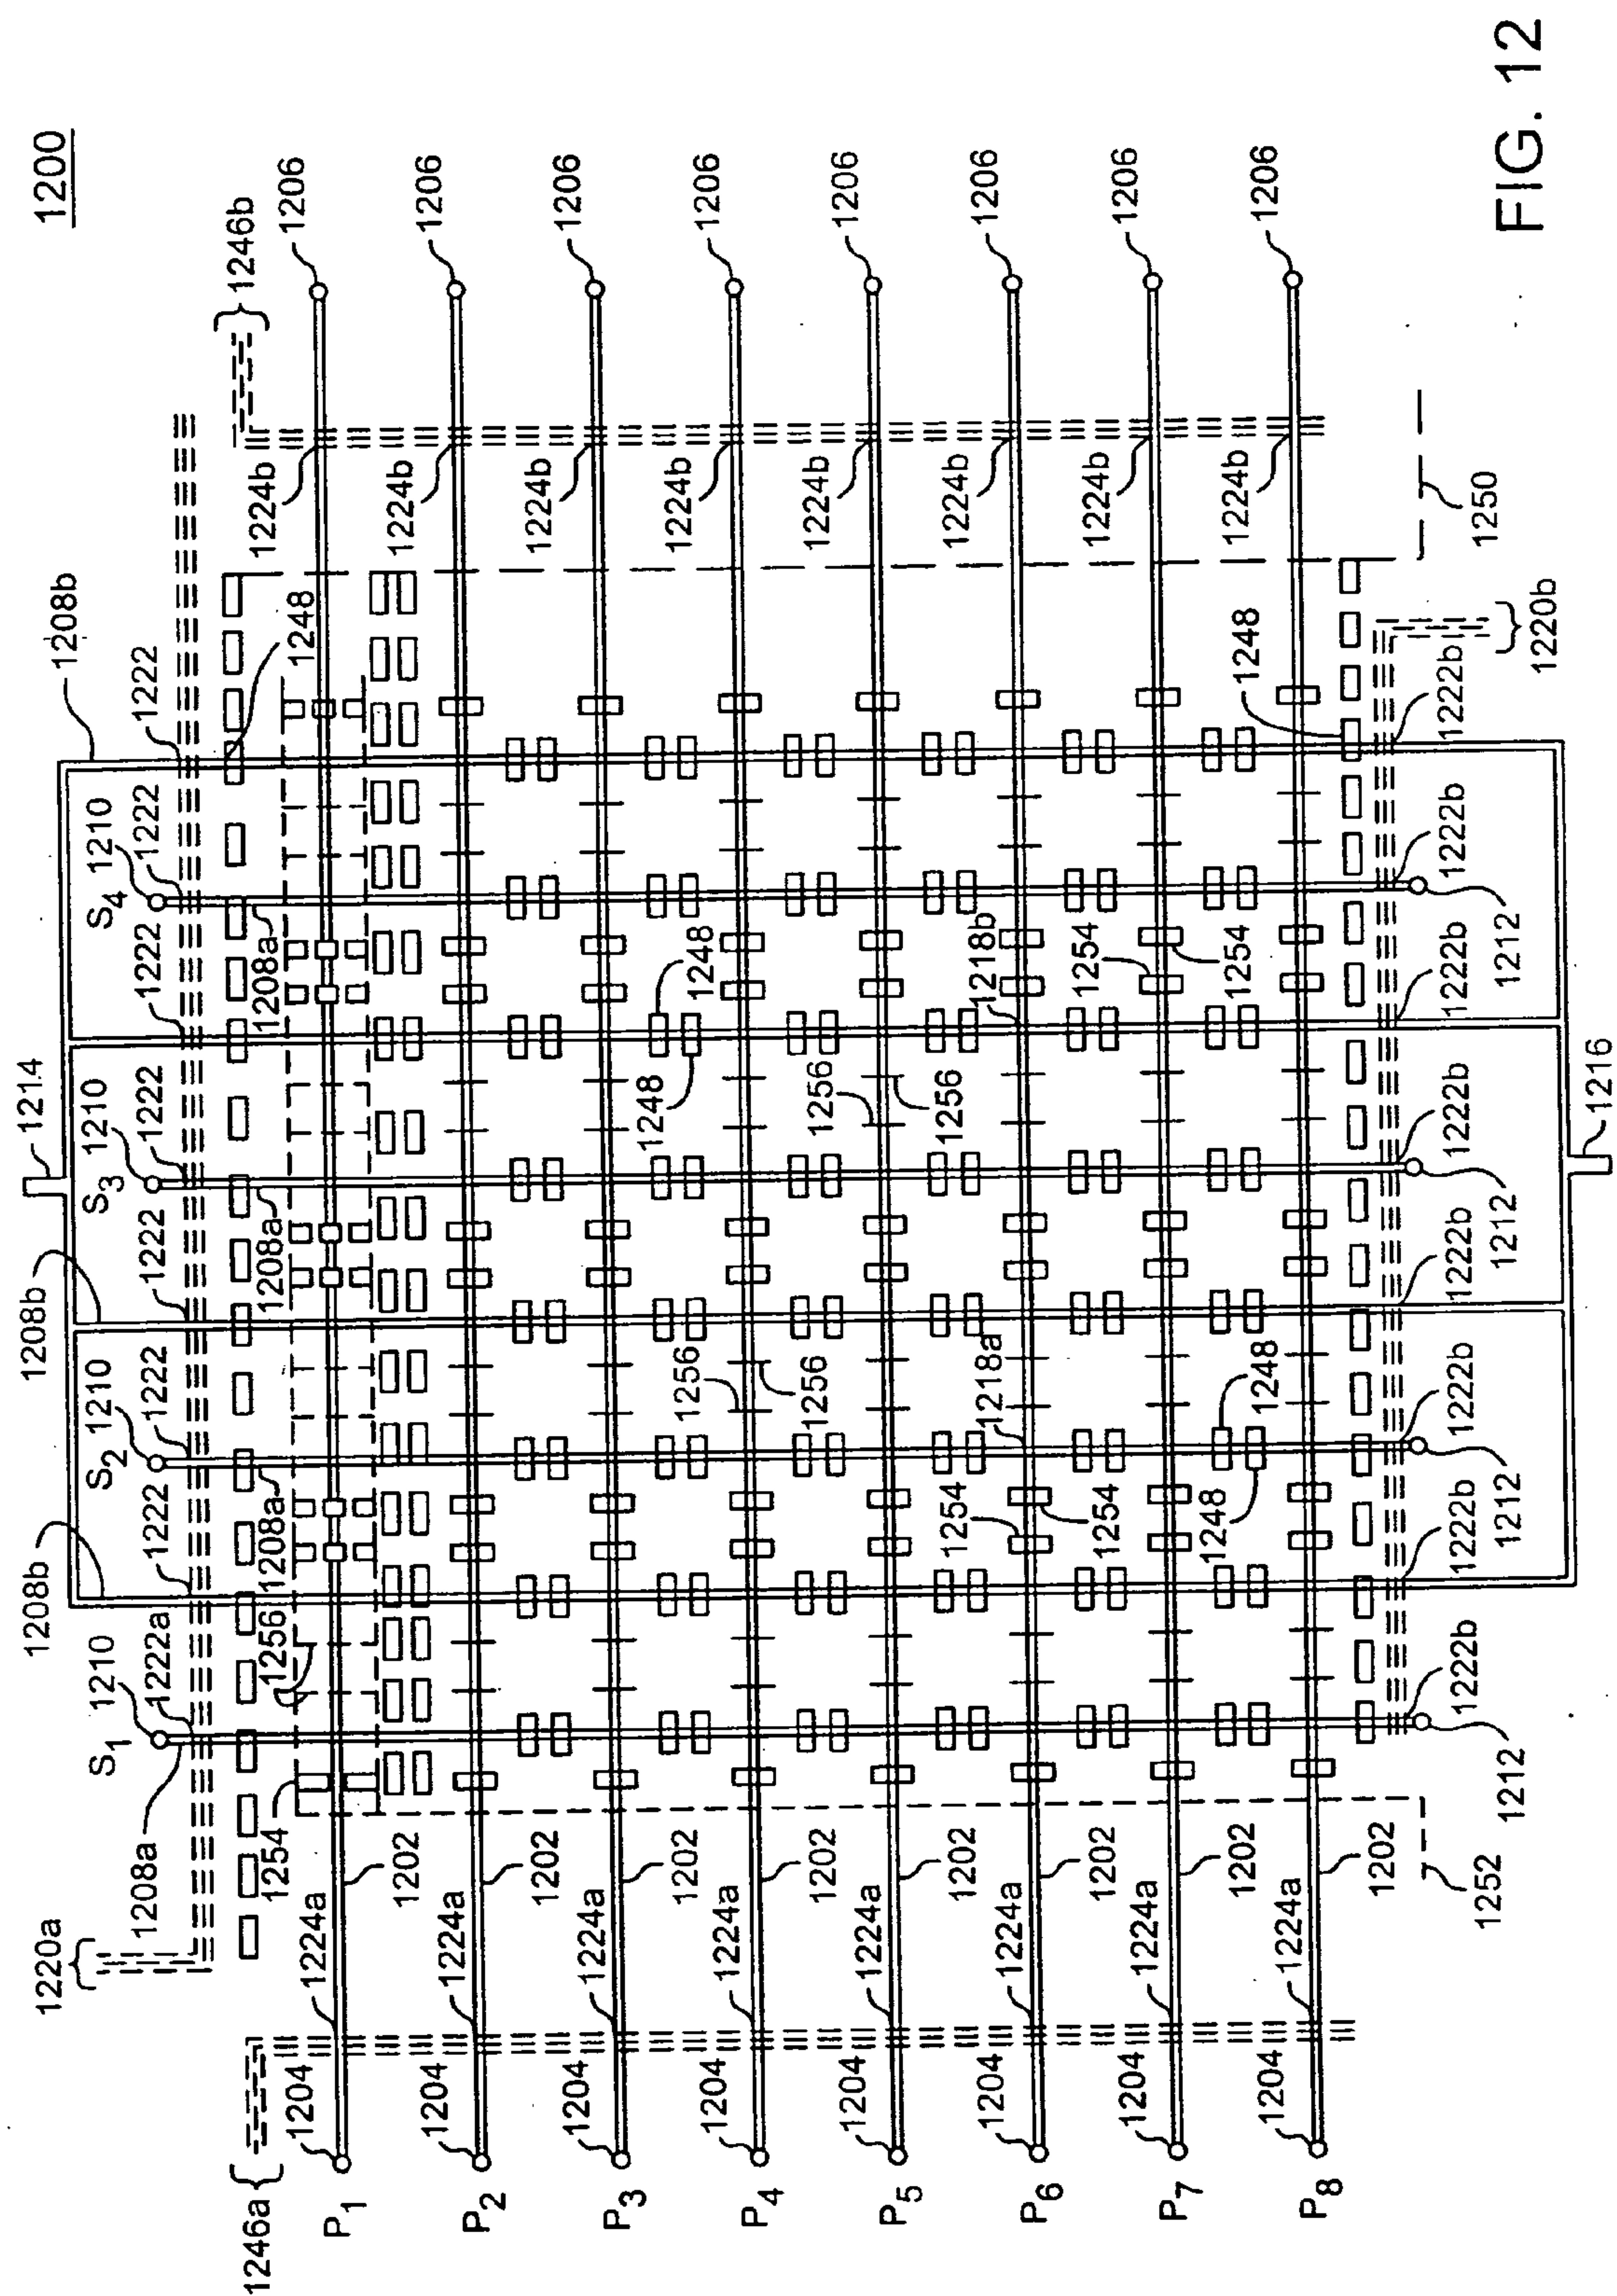 1200
1220a
1208b
1208b
1214
1208b
S1 1210
S2 1210
S3 1210
S4 1210
1208a
1222a
1222
1222
1222
1222
1222
1222
1222
1246a
1254
1256
1208a
1208a
1208a
1248
1246b
P1 1204 1224a 1202 1224b 1206
P2 1204 1224a 1202 1224b 1206
P3 1204 1224a 1202 1224b 1206
1248
1248
1256
1256
P4 1204 1224a 1202 1224b 1206
1256
1256
P5 1204 1224a 1202 1224b 1206
1254
1218a
1218b
P6 1204 1224a 1202 1224b 1206
1254
1254
1254
P7 1204 1224a 1202 1224b 1206
1248
1248
1248
P8 1204 1224a 1202 1224b 1206
1222b
1222b
1222b
1222b
1222b
1222b
1222b
1222b
1252
1250
1212
1212
1212
1212
1220b
1216
FIG. 12